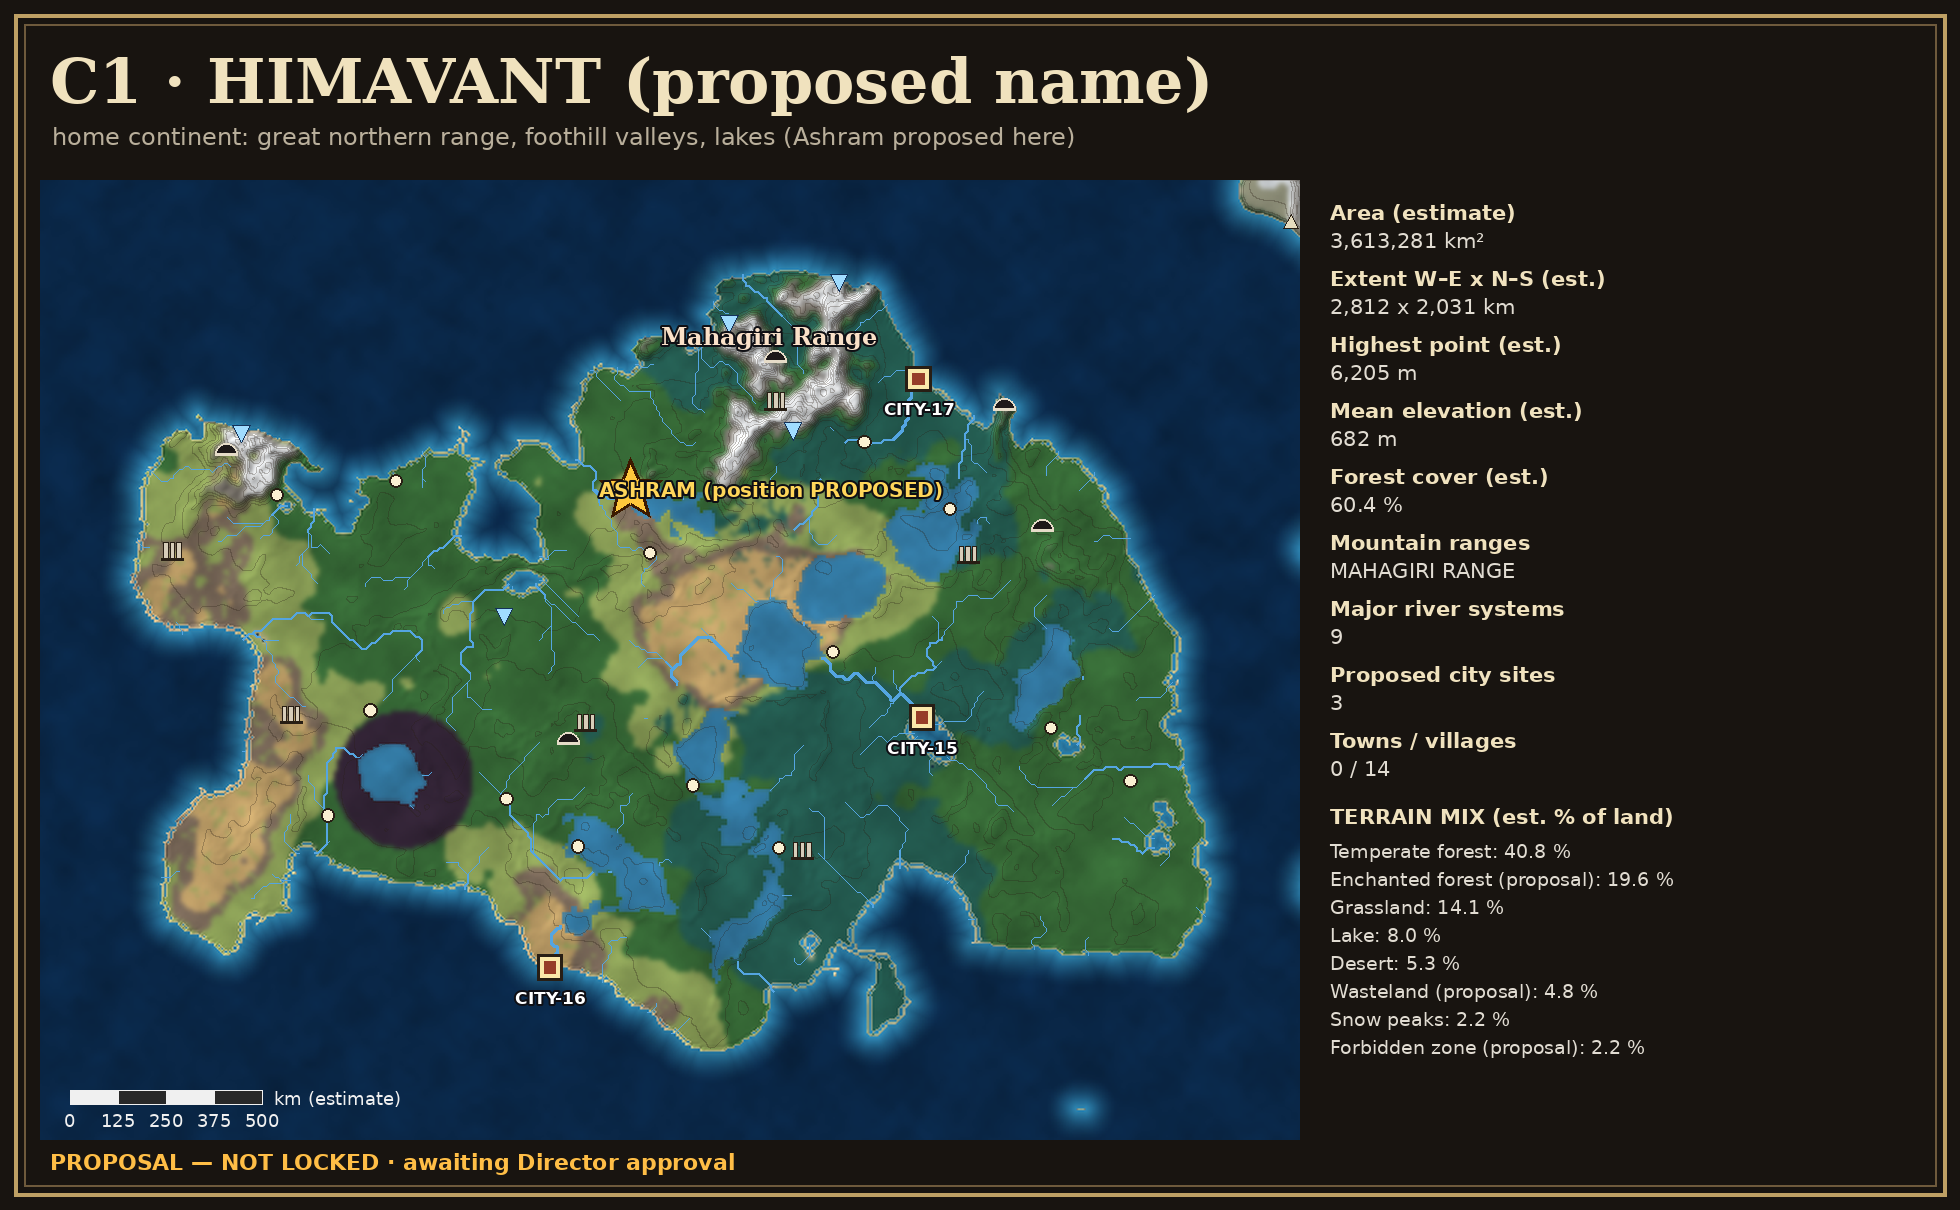 C1 · HIMAVANT (proposed name)
home continent: great northern range, foothill valleys, lakes (Ashram proposed here)
Mahagiri Range
CITY-17
ASHRAM (position PROPOSED)
CITY-15
CITY-16
km (estimate)
0 125 250 375 500
Area (estimate)
3,613,281 km²
Extent W–E x N–S (est.)
2,812 x 2,031 km
Highest point (est.)
6,205 m
Mean elevation (est.)
682 m
Forest cover (est.)
60.4 %
Mountain ranges
MAHAGIRI RANGE
Major river systems
9
Proposed city sites
3
Towns / villages
0 / 14
TERRAIN MIX (est. % of land)
Temperate forest: 40.8 %
Enchanted forest (proposal): 19.6 %
Grassland: 14.1 %
Lake: 8.0 %
Desert: 5.3 %
Wasteland (proposal): 4.8 %
Snow peaks: 2.2 %
Forbidden zone (proposal): 2.2 %
PROPOSAL — NOT LOCKED · awaiting Director approval